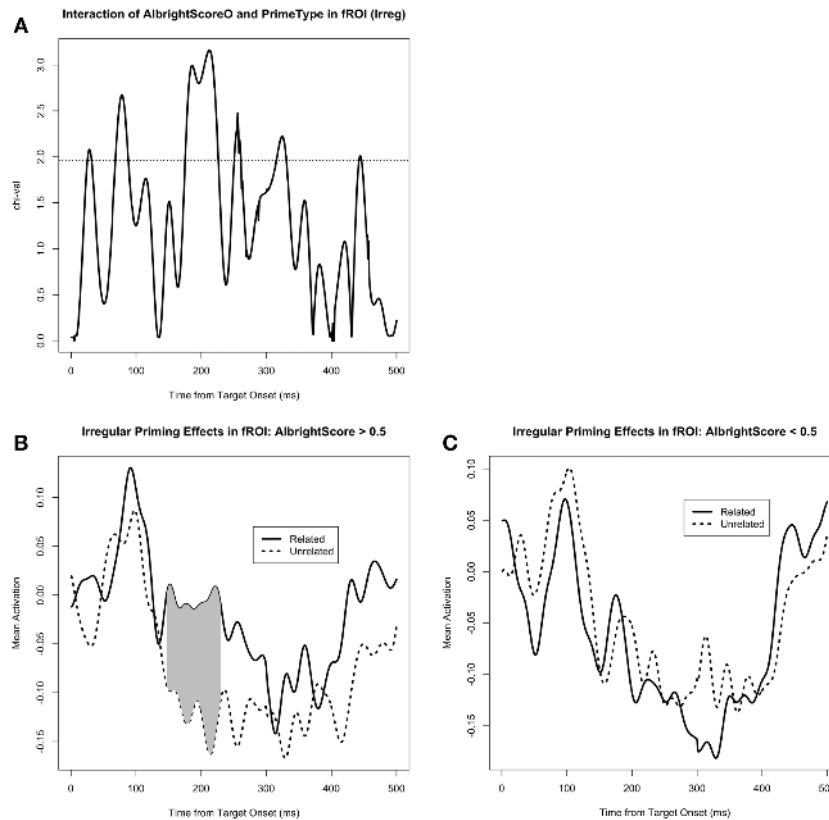 A
Interaction of AlbrightScoreO and PrimeType in fROI (Irreg)
chi-val
3.0
2.5
2.0
1.5
1.0
0.5
0.0
0 100 200 300 400 500
Time from Target Onset (ms)
B
Irregular Priming Effects in fROI: AlbrightScore > 0.5
Mean Activation
0.10
0.05
0.00
-0.05
-0.10
-0.15
Related
Unrelated
0 100 200 300 400 500
Time from Target Onset (ms)
C
Irregular Priming Effects in fROI: AlbrightScore < 0.5
Mean Activation
0.10
0.05
0.00
-0.05
-0.10
-0.15
Related
Unrelated
0 100 200 300 400 500
Time from Target Onset (ms)